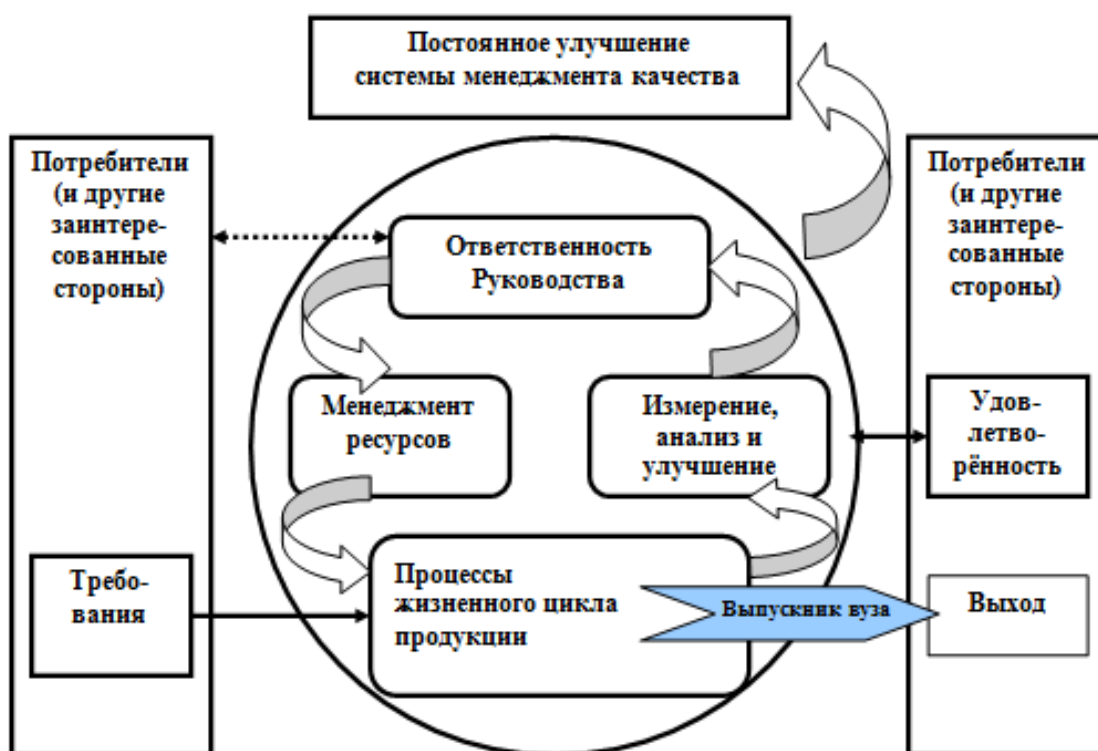 Постоянное улучшение
системы менеджмента качества
Потребители
(и другие
заинтере-
сованные
стороны)
Потребители
(и другие
заинтере-
сованные
стороны)
Ответственность
Руководства
Менеджмент
ресурсов
Измерение,
анализ и
улучшение
Удов-
летво-
рённость
Требо-
вания
Процессы
жизненного цикла
продукции
Выпускник вуза
Выход